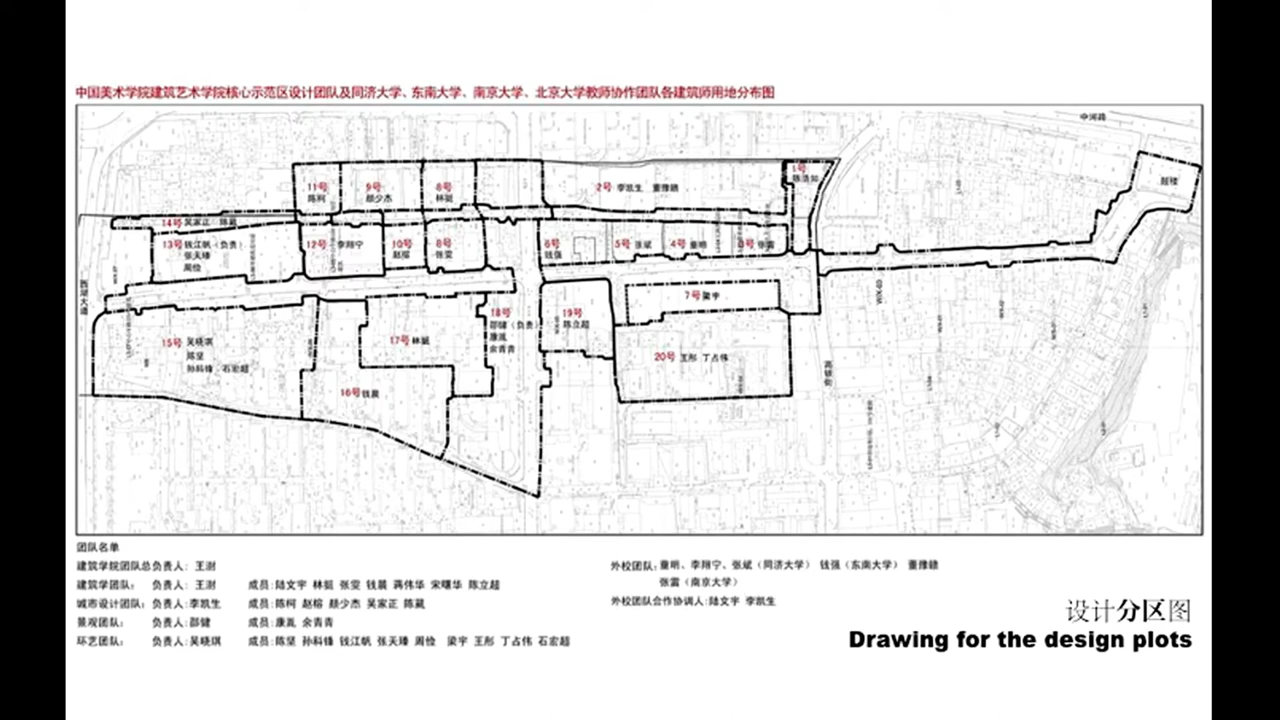 中国美术学院建筑艺术学院核心示范区设计团队及同济大学、东南大学、南京大学、北京大学教师协作团队各建筑师用地分布图
中河路
鼓楼
1号
陈浩如
11号
陈柯
9号
颜少杰
8号
林挺
2号 李凯生 董豫赣
14号 吴家正 陈葳
13号 钱江帆（负责）
张天臻
周俭
12号 李翔宁
10号
赵榕
8号
张雯
6号
钱强
5号 张斌
4号 童明
3号 张雷
西湖大道
7号 梁宇
18号
邵健（负责）
康胤
余青青
19号
陈立超
15号 吴晓淇
陈坚
孙科锋 石宏超
17号 林挺
20号 王彤 丁占伟
16号 钱晨
高银街
团队名单
建筑学院团队总负责人：王澍
建筑学团队： 负责人：王澍 成员：陆文宇 林挺 张雯 钱晨 蒋伟华 宋曙华 陈立超
城市设计团队：负责人：李凯生 成员：陈柯 赵榕 颜少杰 吴家正 陈葳
景观团队： 负责人：邵健 成员：康胤 余青青
环艺团队： 负责人：吴晓淇 成员：陈坚 孙科锋 钱江帆 张天臻 周俭 梁宇 王彤 丁占伟 石宏超
外校团队：童明、李翔宁、张斌（同济大学） 钱强（东南大学） 董豫赣
张雷（南京大学）
外校团队合作协调人：陆文宇 李凯生
设计分区图
Drawing for the design plots